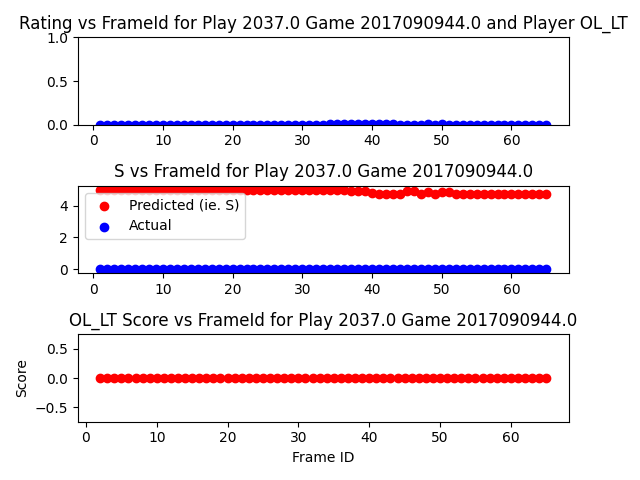 Rating vs FrameId for Play 2037.0 Game 2017090944.0 and Player OL_LT
1.0
0.5
0.0
0 10 20 30 40 50 60
S vs FrameId for Play 2037.0 Game 2017090944.0
4
2
0
Predicted (ie. S)
Actual
0 10 20 30 40 50 60
OL_LT Score vs FrameId for Play 2037.0 Game 2017090944.0
Score
0.5
0.0
−0.5
0 10 20 30 40 50 60
Frame ID